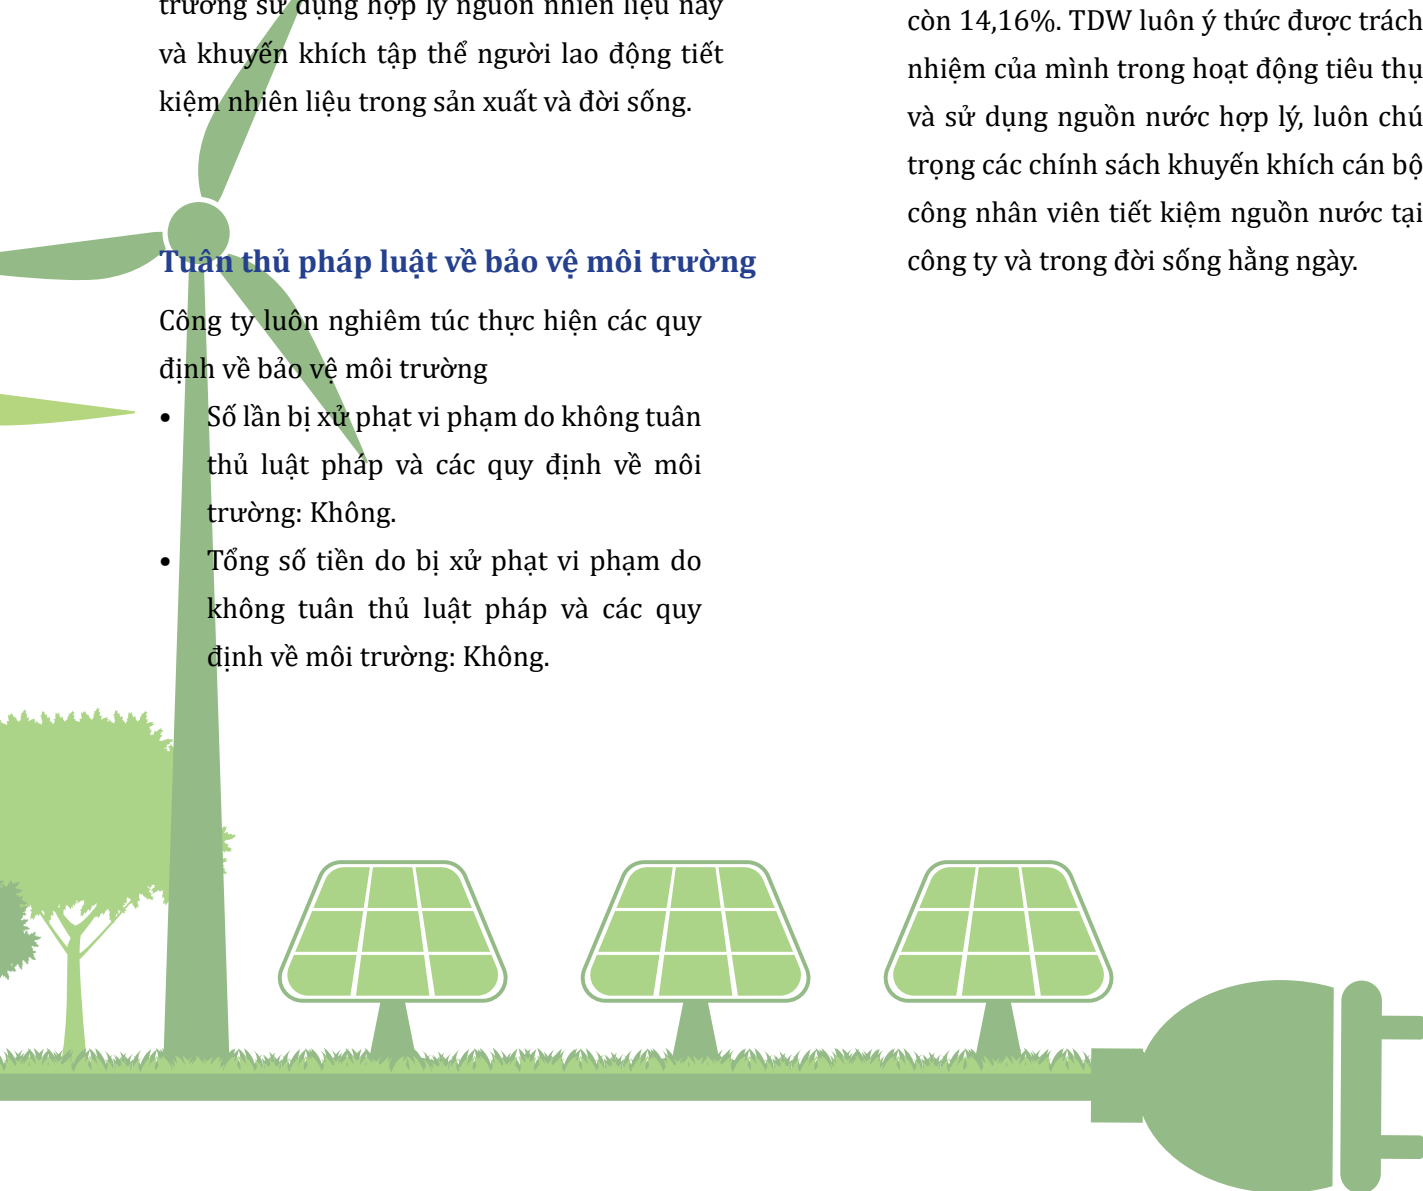 trương sử dụng hợp lý nguồn nhiên liệu này
và khuyến khích tập thể người lao động tiết
kiệm nhiên liệu trong sản xuất và đời sống.
Tuân thủ pháp luật về bảo vệ môi trường
Công ty luôn nghiêm túc thực hiện các quy
định về bảo vệ môi trường
• Số lần bị xử phạt vi phạm do không tuân
thủ luật pháp và các quy định về môi
trường: Không.
• Tổng số tiền do bị xử phạt vi phạm do
không tuân thủ luật pháp và các quy
định về môi trường: Không.
còn 14,16%. TDW luôn ý thức được trách
nhiệm của mình trong hoạt động tiêu thụ
và sử dụng nguồn nước hợp lý, luôn chú
trọng các chính sách khuyến khích cán bộ
công nhân viên tiết kiệm nguồn nước tại
công ty và trong đời sống hằng ngày.